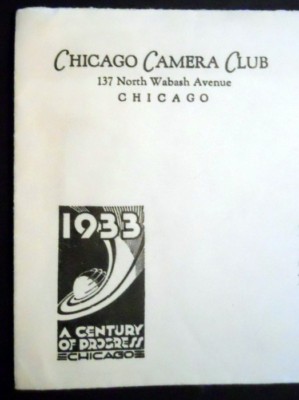 CHICAGO CAMERA CLUB
137 North Wabash Avenue
CHICAGO
1933
A CENTURY
OF PROGRESS
CHICAGO